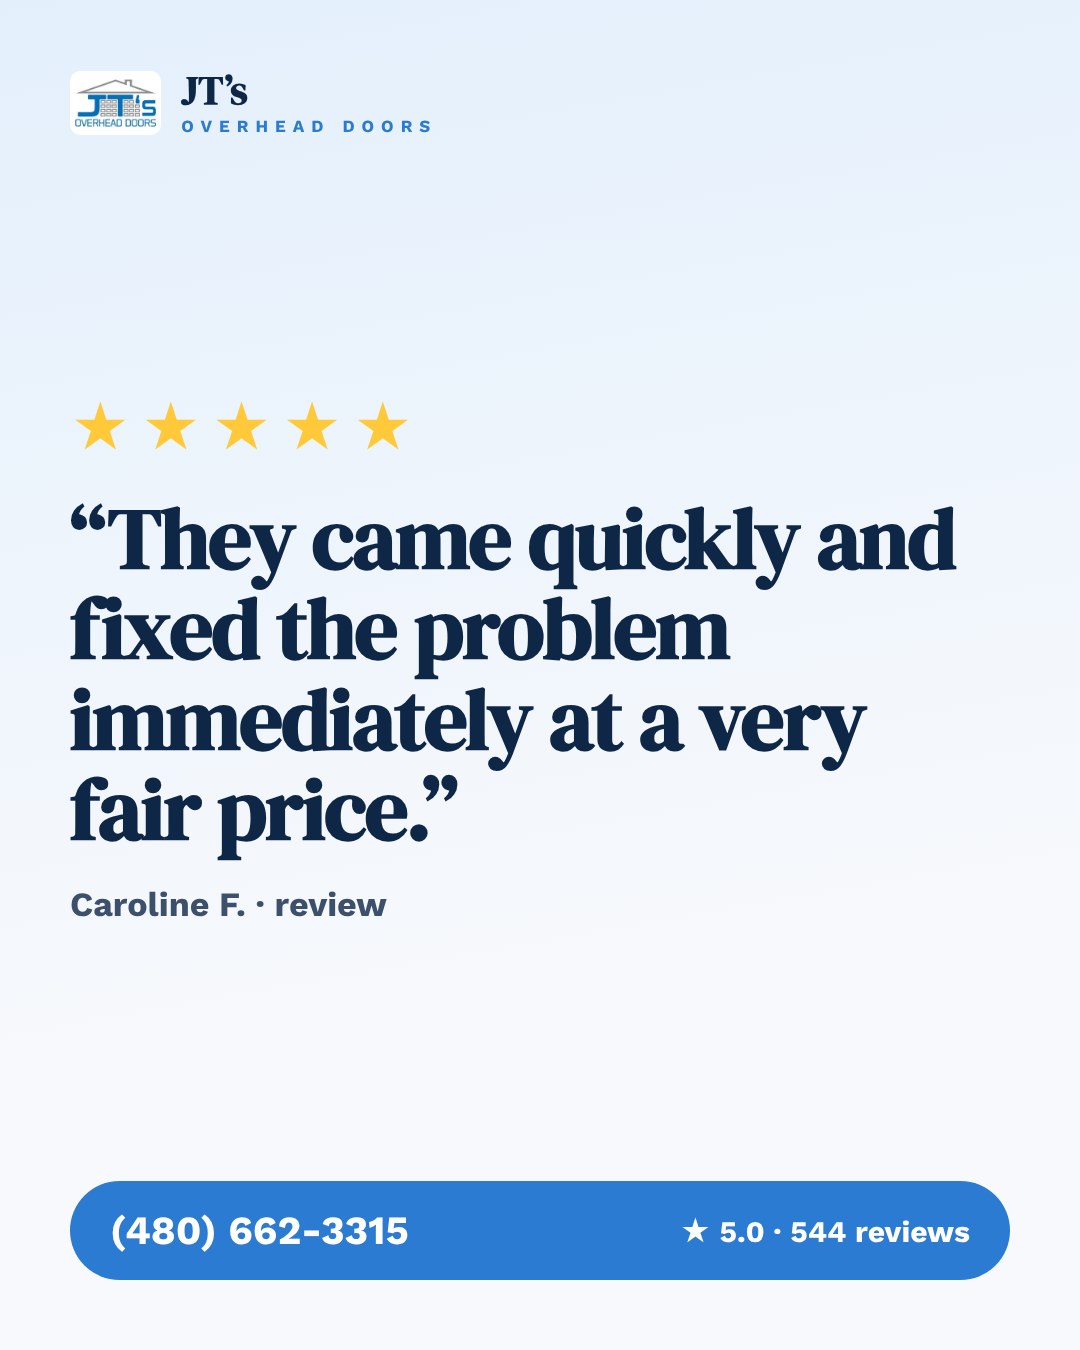 JT's
OVERHEAD DOORS
JT’s
OVERHEAD DOORS
★★★★★
“They came quickly and
fixed the problem
immediately at a very
fair price.”
Caroline F. · review
(480) 662-3315
★ 5.0 · 544 reviews